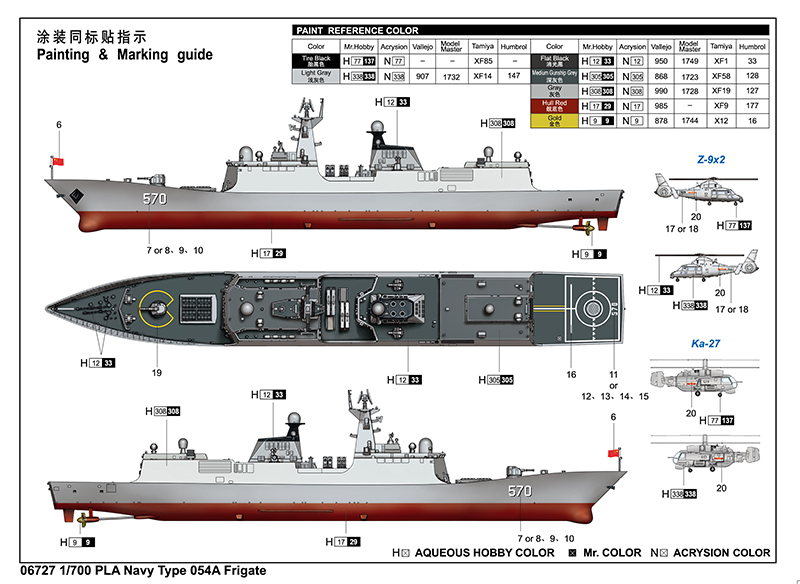 涂装同标贴指示
Painting & Marking guide
PAINT REFERENCE COLOR
Color Mr.Hobby Acrysion Vallejo Model Master Tamiya Humbrol
Tire Black 胎黑色 H 77 137 N 77 – – XF85 –
Light Gray 浅灰色 H 338 338 N 338 907 1732 XF14 147
Color Mr.Hobby Acrysion Vallejo Model Master Tamiya Humbrol
Flat Black 消光黑 H 12 33 N 12 950 1749 XF1 33
Medium Gunship Grey 深灰色 H 305 305 N 305 868 1723 XF58 128
Gray 灰色 H 308 308 N 308 990 1728 XF19 127
Hull Red 舰底色 H 17 29 N 17 985 – XF9 177
Gold 金色 H 9 9 N 9 878 1744 X12 16
6
H 12 33
H 308 308
570
7 or 8、9、10
H 17 29
H 9 9
Z-9x2
20
17 or 18
H 77 137
H 12 33
H 338 338
20
17 or 18
570
H 12 33
19
H 12 33
H 305 305
16
11
or
12、13、14、15
Ka-27
20
H 77 137
H 338 338
20
H 308 308
H 12 33
6
570
H 9 9
H 17 29
7 or 8、9、10
H AQUEOUS HOBBY COLOR Mr. COLOR N ACRYSION COLOR
06727 1/700 PLA Navy Type 054A Frigate